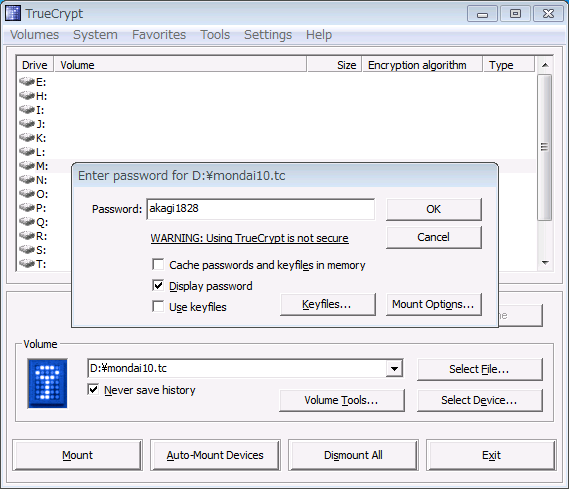 TrueCrypt
Volumes System Favorites Tools Settings Help
Drive Volume Size Encryption algorithm Type
E:
H:
I:
J:
K:
L:
M:
N:
O:
P:
Q:
R:
S:
T:
Enter password for D:¥mondai10.tc
Password: akagi1828 OK
WARNING: Using TrueCrypt is not secure Cancel
Cache passwords and keyfiles in memory
Display password
Use keyfiles Keyfiles... Mount Options...
Volume
D:¥mondai10.tc Select File...
Never save history
Volume Tools... Select Device...
Mount Auto-Mount Devices Dismount All Exit